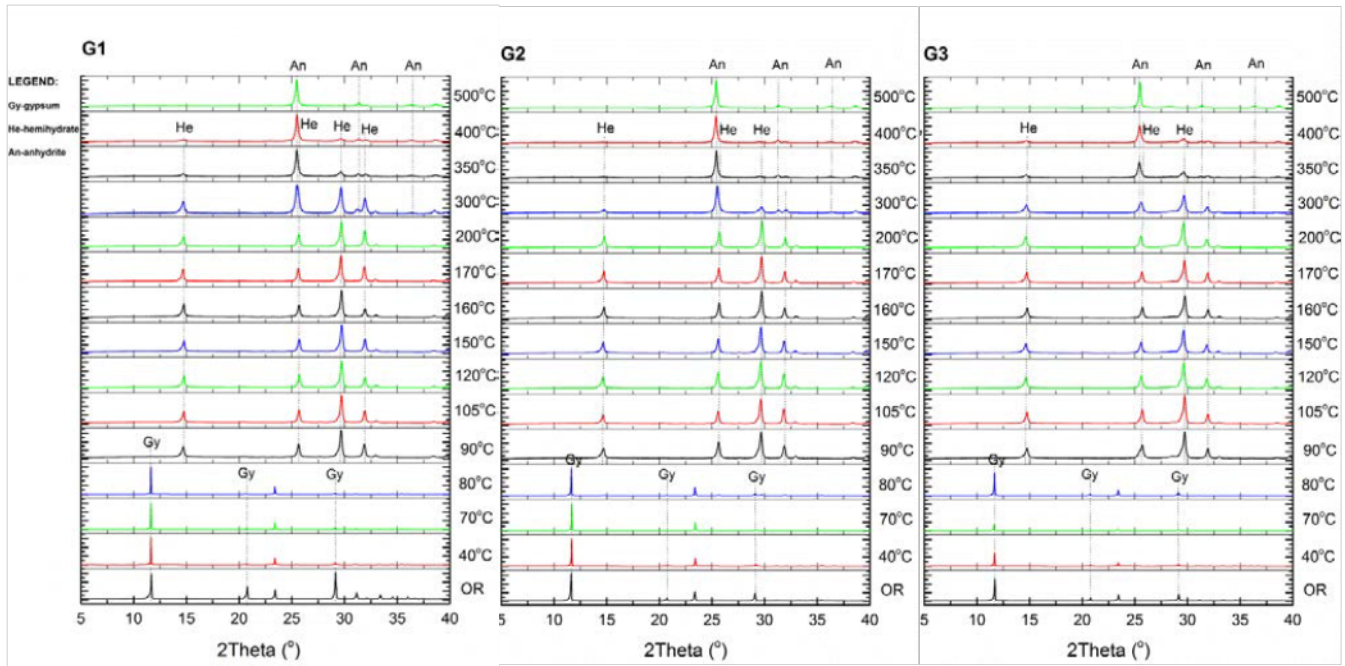 G1
LEGEND:
Gy-gypsum
He-hemihydrate
An-anhydrite
An An An
500°C
He He He He
400°C
350°C
300°C
200°C
170°C
160°C
150°C
120°C
105°C
Gy
90°C
Gy Gy
80°C
70°C
40°C
OR
5 10 15 20 25 30 35 40
2Theta (°)
G2
An An An
500°C
He He He
400°C
350°C
300°C
200°C
170°C
160°C
150°C
120°C
105°C
90°C
Gy
Gy Gy
80°C
70°C
40°C
OR
5 10 15 20 25 30 35 40
2Theta (°)
G3
An An An
500°C
He He He
400°C
350°C
300°C
200°C
170°C
160°C
150°C
120°C
105°C
90°C
Gy
Gy Gy
80°C
70°C
40°C
OR
5 10 15 20 25 30 35 40
2Theta (°)